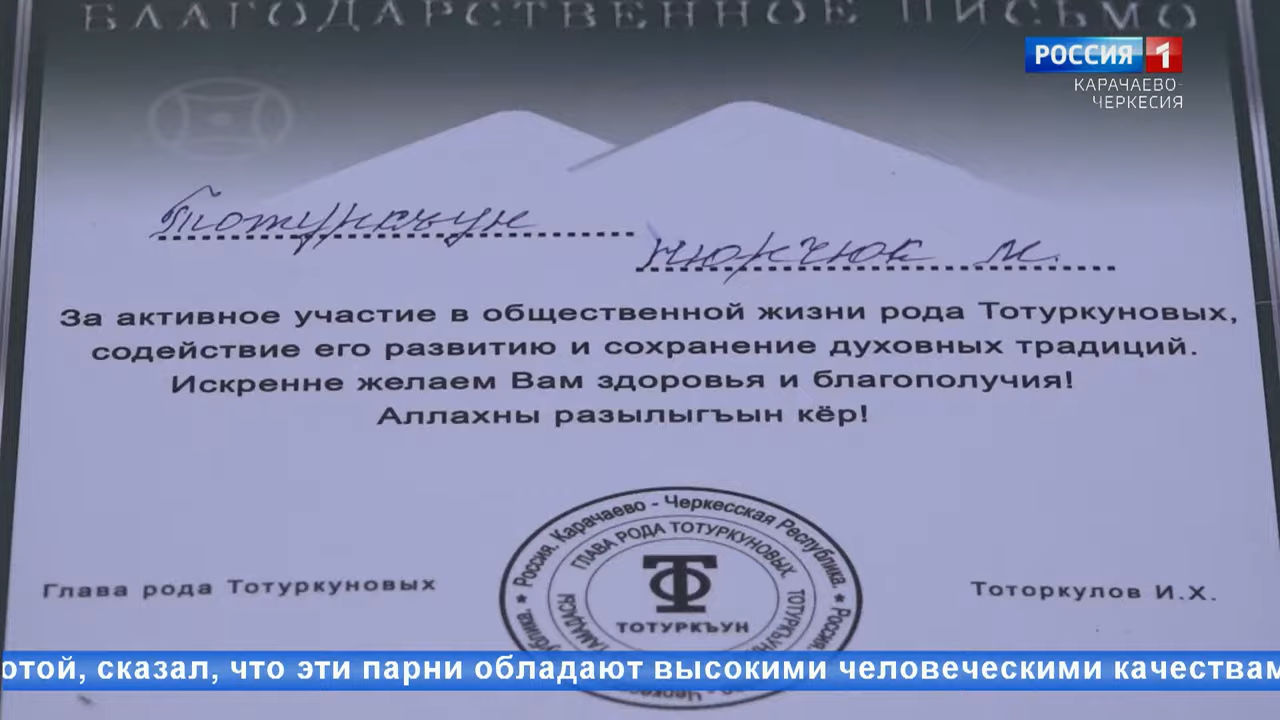 БЛАГОДАРСТВЕННОЕ ПИСЬМО
РОССИЯ 1
КАРАЧАЕВО-
ЧЕРКЕСИЯ
Тотуркъун
Нюрчюк М.
За активное участие в общественной жизни рода Тотуркуновых,
содействие его развитию и сохранение духовных традиций.
Искренне желаем Вам здоровья и благополучия!
Аллахны разылыгъын кёр!
Россия. Карачаево - Черкесская Республика.
ГЛАВА РОДА ТОТУРКУНОВЫХ
ТОТУРКЪУН
Глава рода Тотуркуновых
Тоторкулов И.Х.
отой, сказал, что эти парни обладают высокими человеческими качествам